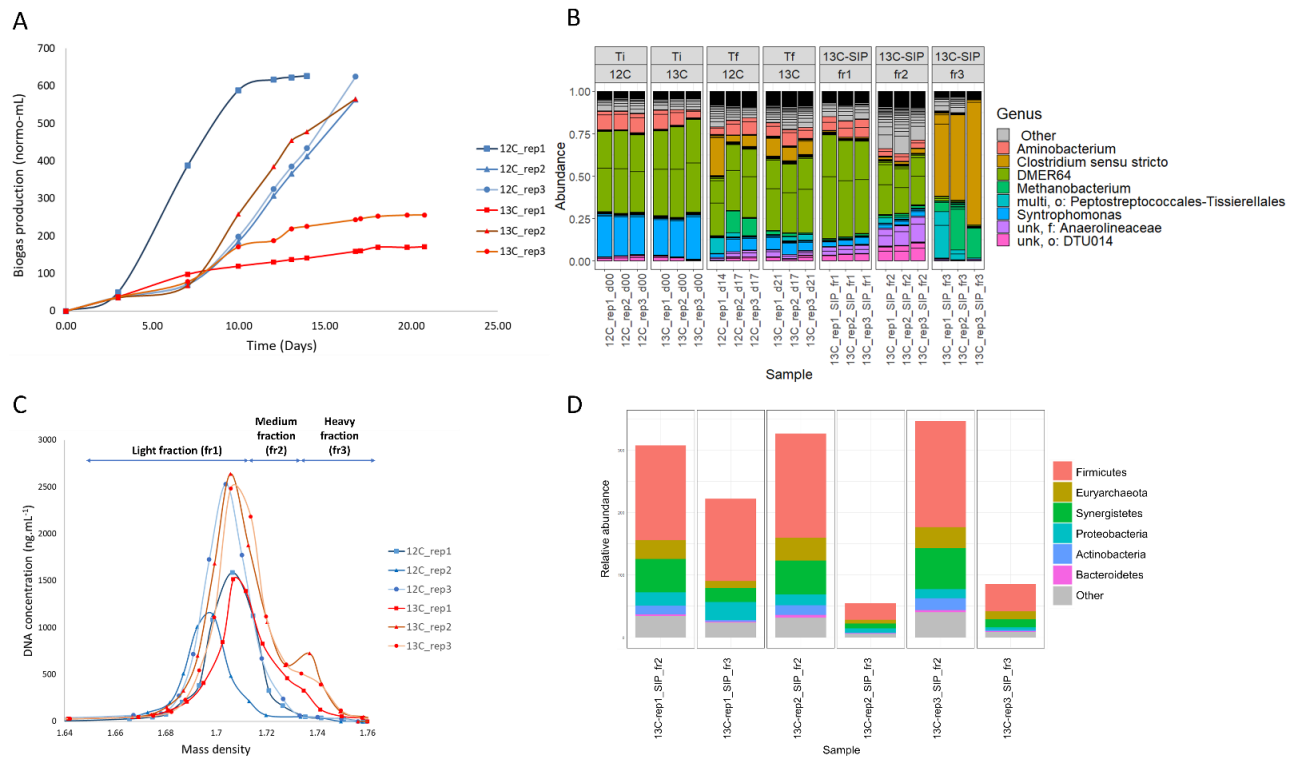 A
Biogas production (normo-mL)
700
600
500
400
300
200
100
0
0.00 5.00 10.00 15.00 20.00 25.00
Time (Days)
12C_rep1
12C_rep2
12C_rep3
13C_rep1
13C_rep2
13C_rep3
B
Ti Ti Tf Tf 13C-SIP 13C-SIP 13C-SIP
12C 13C 12C 13C fr1 fr2 fr3
Abundance
1.00
0.75
0.50
0.25
0.00
12C_rep1_d00
12C_rep2_d00
12C_rep3_d00
13C_rep1_d00
13C_rep2_d00
13C_rep3_d00
12C_rep1_d14
12C_rep2_d17
12C_rep3_d17
13C_rep1_d21
13C_rep2_d17
13C_rep3_d21
13C_rep1_SIP_fr1
13C_rep2_SIP_fr1
13C_rep3_SIP_fr1
13C_rep1_SIP_fr2
13C_rep2_SIP_fr2
13C_rep3_SIP_fr2
13C_rep1_SIP_fr3
13C_rep2_SIP_fr3
13C_rep3_SIP_fr3
Sample
Genus
Other
Aminobacterium
Clostridium sensu stricto
DMER64
Methanobacterium
multi, o: Peptostreptococcales-Tissierellales
Syntrophomonas
unk, f: Anaerolineaceae
unk, o: DTU014
C
Light fraction (fr1)
Medium
fraction
(fr2)
Heavy
fraction
(fr3)
DNA concentration (ng.mL-1)
3000
2500
2000
1500
1000
500
0
1.64 1.66 1.68 1.7 1.72 1.74 1.76
Mass density
12C_rep1
12C_rep2
12C_rep3
13C_rep1
13C_rep2
13C_rep3
D
Relative abundance
13C-rep1_SIP_fr2
13C-rep1_SIP_fr3
13C-rep2_SIP_fr2
13C-rep2_SIP_fr3
13C-rep3_SIP_fr2
13C-rep3_SIP_fr3
Sample
Firmicutes
Euryarchaeota
Synergistetes
Proteobacteria
Actinobacteria
Bacteroidetes
Other